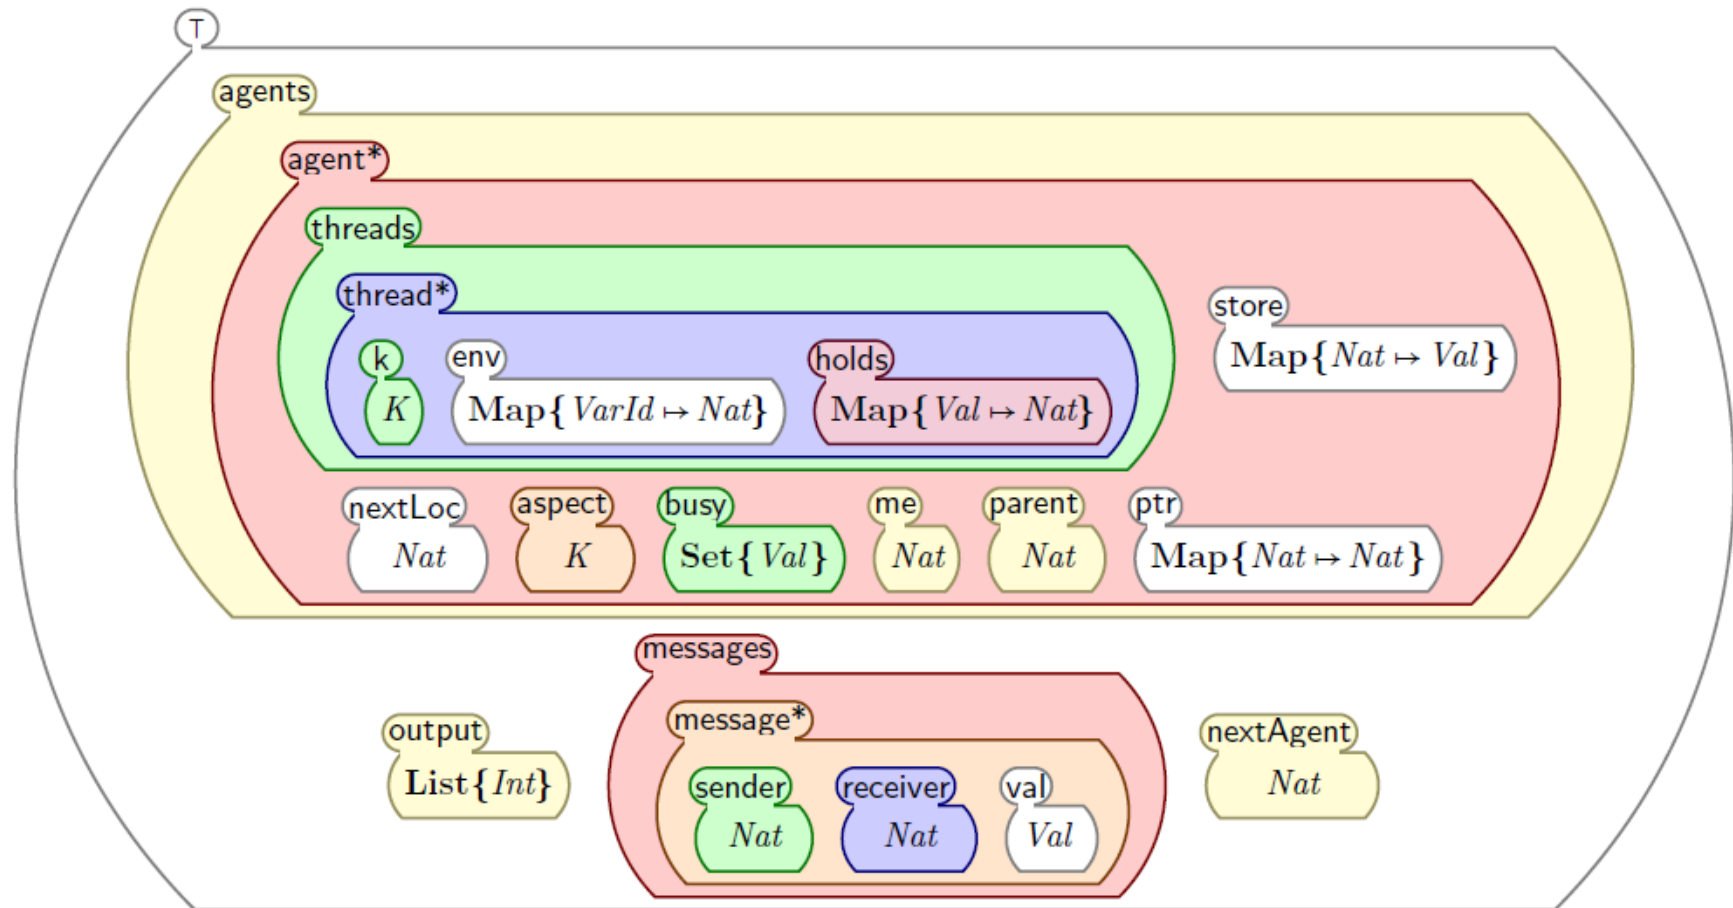 T
agents
agent*
threads
thread*
store
Map{Nat ↦ Val}
k
env
holds
K
Map{VarId ↦ Nat}
Map{Val ↦ Nat}
nextLoc
aspect
busy
me
parent
ptr
Nat
K
Set{Val}
Nat
Nat
Map{Nat ↦ Nat}
messages
message*
output
List{Int}
sender
receiver
val
Nat
Nat
Val
nextAgent
Nat